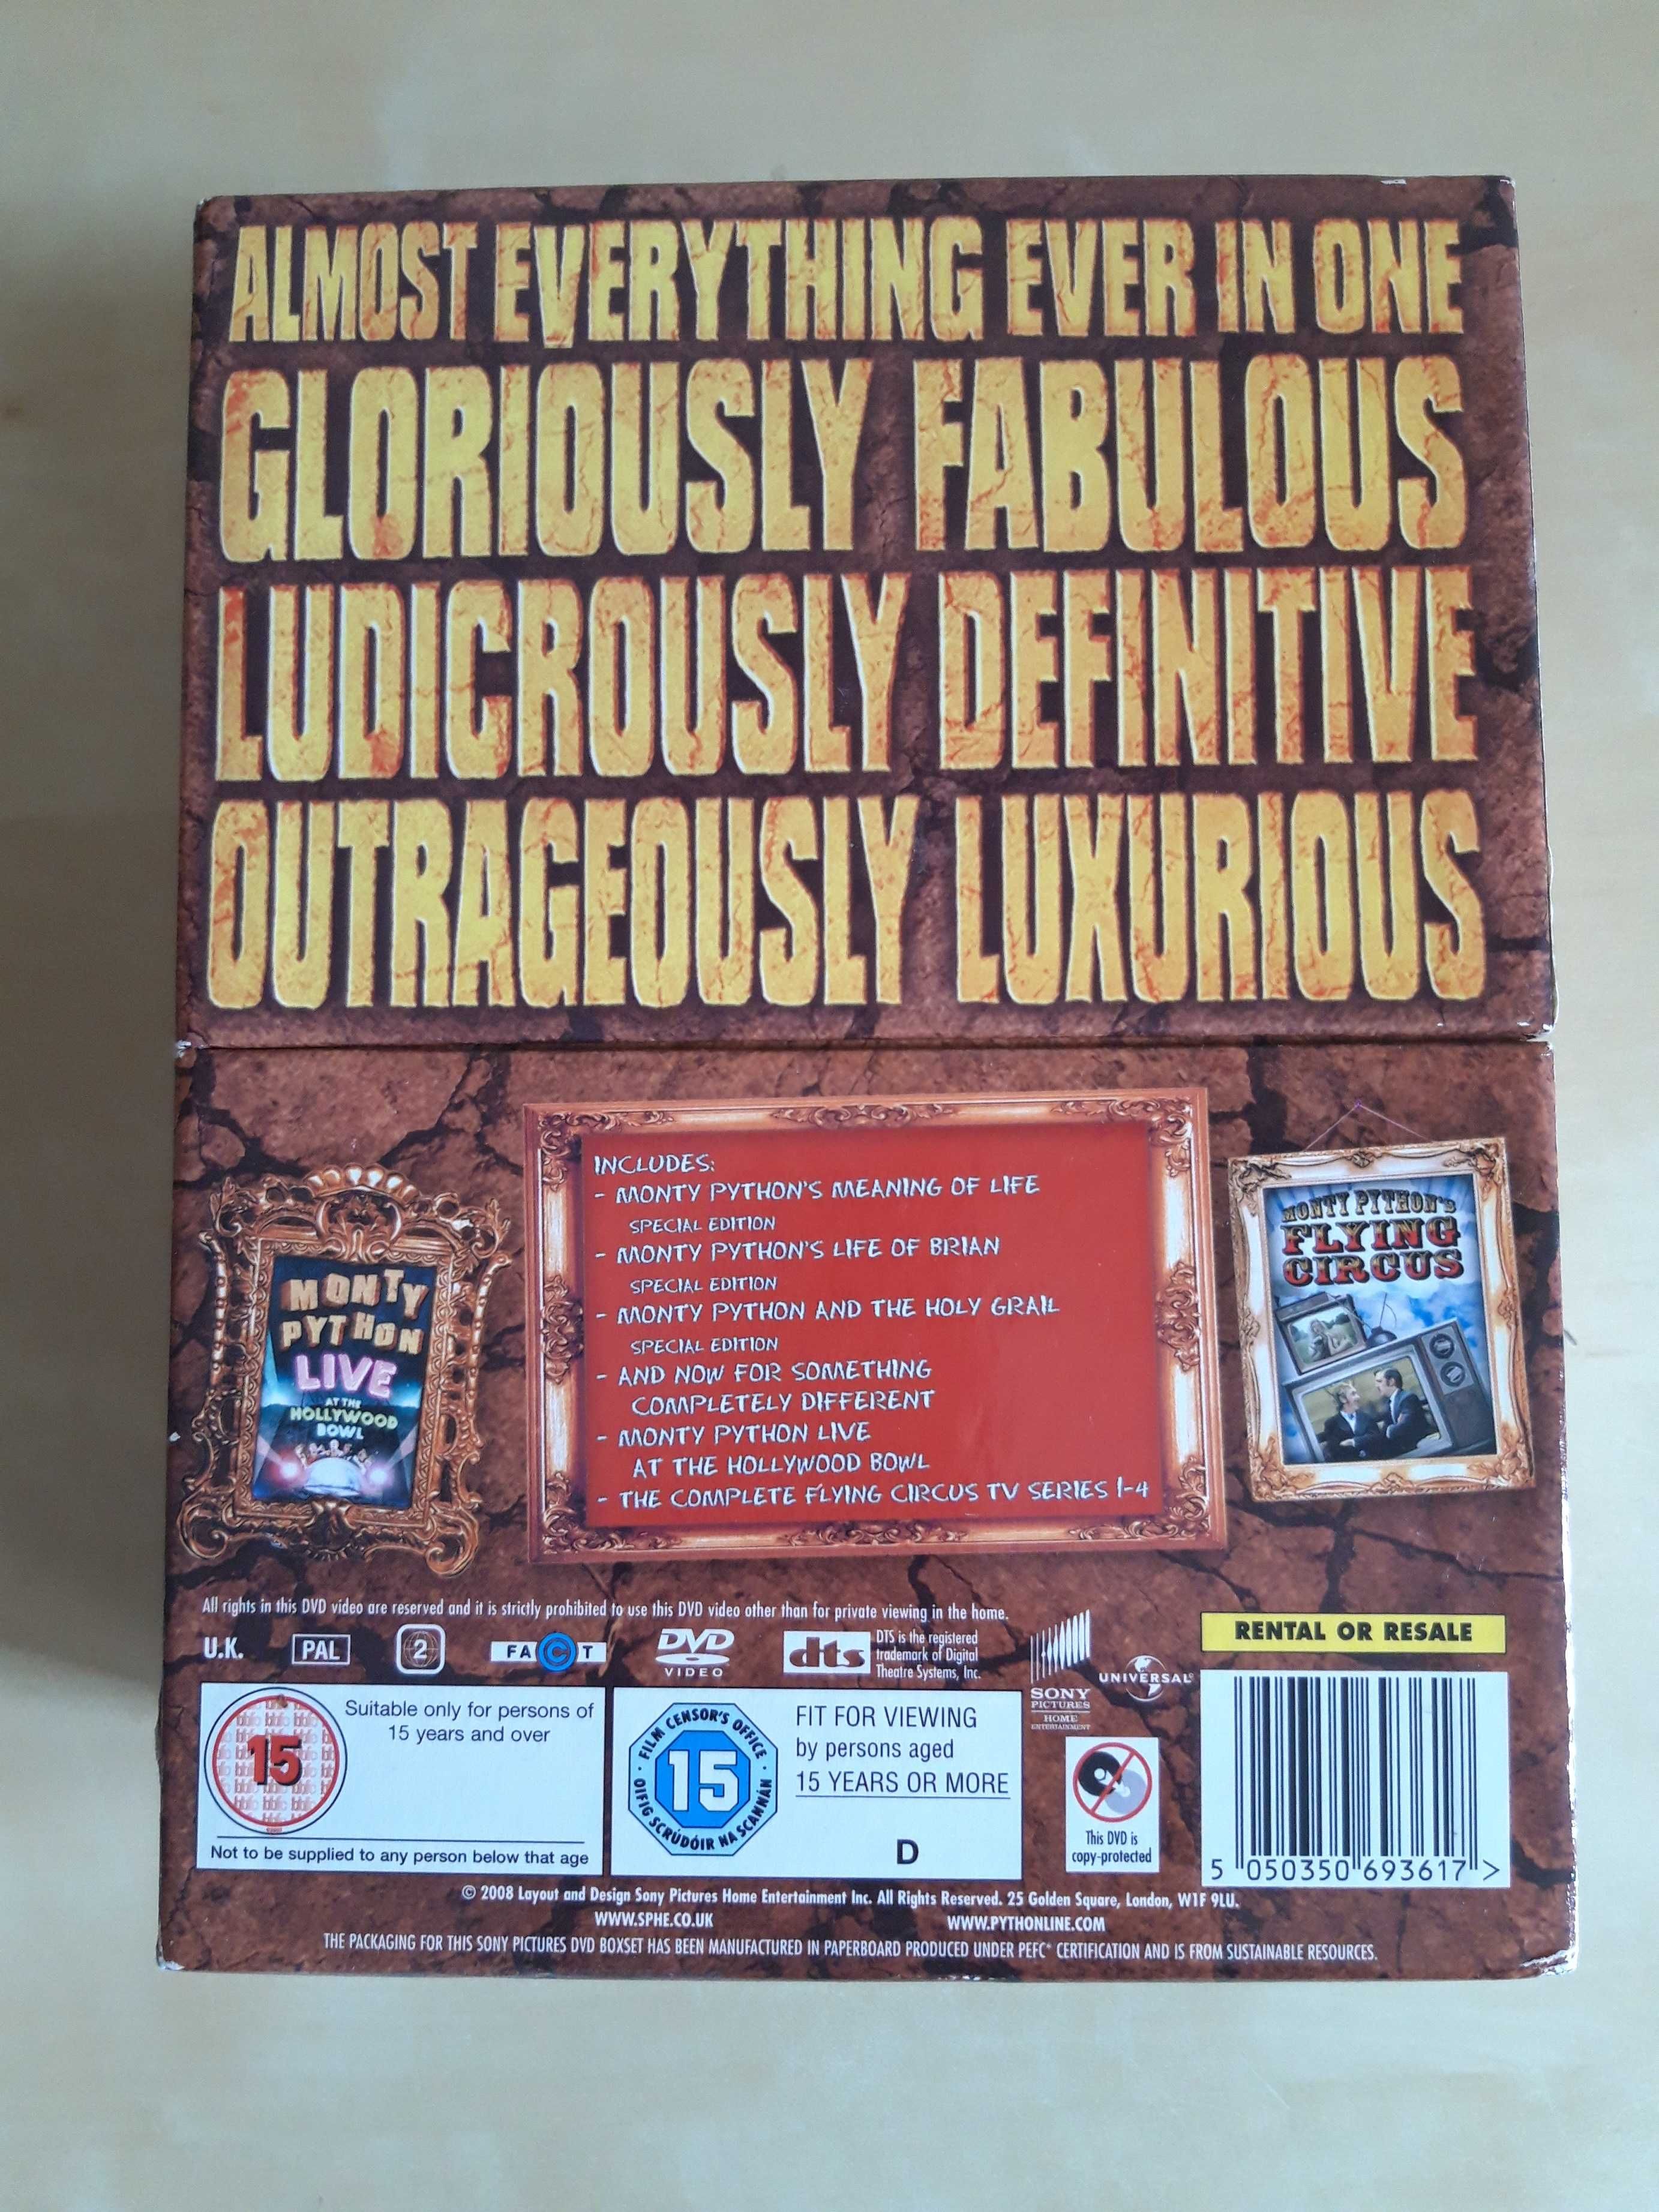 ALMOST EVERYTHING EVER IN ONE
GLORIOUSLY FABULOUS
LUDICROUSLY DEFINITIVE
OUTRAGEOUSLY LUXURIOUS
INCLUDES:
- MONTY PYTHON'S MEANING OF LIFE
SPECIAL EDITION
- MONTY PYTHON'S LIFE OF BRIAN
SPECIAL EDITION
- MONTY PYTHON AND THE HOLY GRAIL
SPECIAL EDITION
- AND NOW FOR SOMETHING
COMPLETELY DIFFERENT
- MONTY PYTHON LIVE
AT THE HOLLYWOOD BOWL
- THE COMPLETE FLYING CIRCUS TV SERIES 1-4
MONTY
PYTHON
LIVE
AT THE
HOLLYWOOD
BOWL
MONTY PYTHON'S
FLYING
CIRCUS
All rights in this DVD video are reserved and it is strictly prohibited to use this DVD video other than for private viewing in the home.
U.K.
PAL
2
FACT
DVD
VIDEO
dts
DTS is the registered
trademark of Digital
Theatre Systems, Inc.
SONY
PICTURES
HOME
ENTERTAINMENT
UNIVERSAL
RENTAL OR RESALE
15
Suitable only for persons of
15 years and over
Not to be supplied to any person below that age
FILM CENSOR'S OFFICE
OIFIG SCRÚDÓIR NA SCANNÁN
15
FIT FOR VIEWING
by persons aged
15 YEARS OR MORE
D
This DVD is
copy-protected
5 050350 693617 >
© 2008 Layout and Design Sony Pictures Home Entertainment Inc. All Rights Reserved. 25 Golden Square, London, W1F 9LU.
WWW.SPHE.CO.UK WWW.PYTHONLINE.COM
THE PACKAGING FOR THIS SONY PICTURES DVD BOXSET HAS BEEN MANUFACTURED IN PAPERBOARD PRODUCED UNDER PEFC™ CERTIFICATION AND IS FROM SUSTAINABLE RESOURCES.